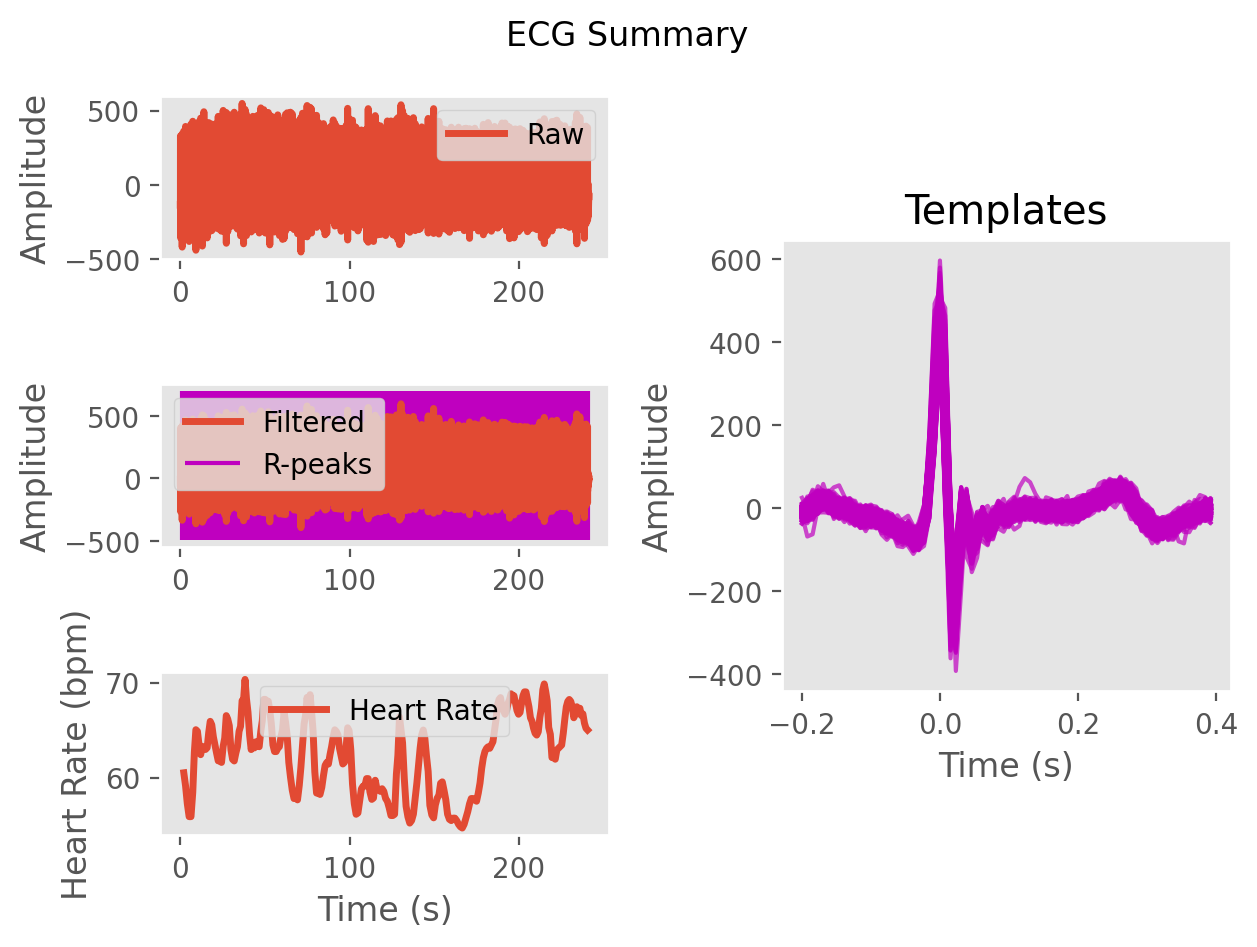 ECG Summary
Amplitude
500
0
−500
Raw
0 100 200
Amplitude
500
0
−500
Filtered
R-peaks
0 100 200
Heart Rate (bpm)
70
60
Heart Rate
0 100 200
Time (s)
Templates
Amplitude
600
400
200
0
−200
−400
−0.2 0.0 0.2 0.4
Time (s)